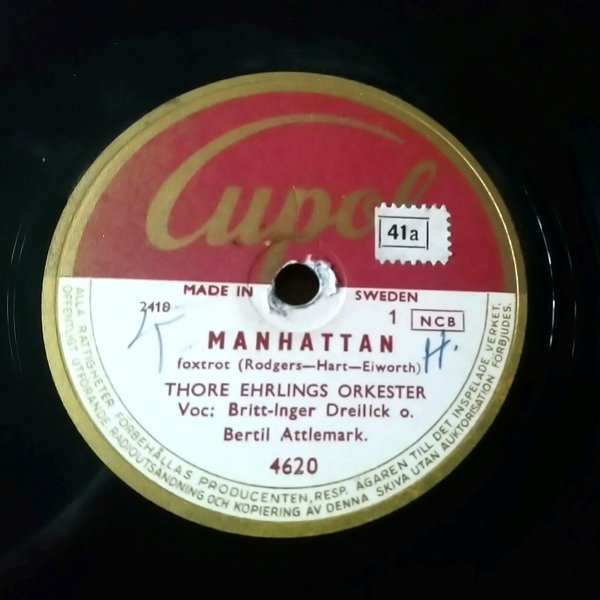 Cupol
41a
MADE IN SWEDEN
2418 1 NCB
MANHATTAN
foxtrot (Rodgers—Hart—Eiworth) H.
THORE EHRLINGS ORKESTER
Voc: Britt-Inger Dreilick o.
Bertil Attlemark.
4620
ALLA RÄTTIGHETER FÖRBEHÅLLAS PRODUCENTEN, RESP. ÄGAREN TILL DET INSPELADE VERKET.
OFFENTLIGT UTFÖRANDE, RADIOUTSÄNDNING OCH KOPIERING AV DENNA SKIVA UTAN AUKTORISATION FÖRBJUDES.